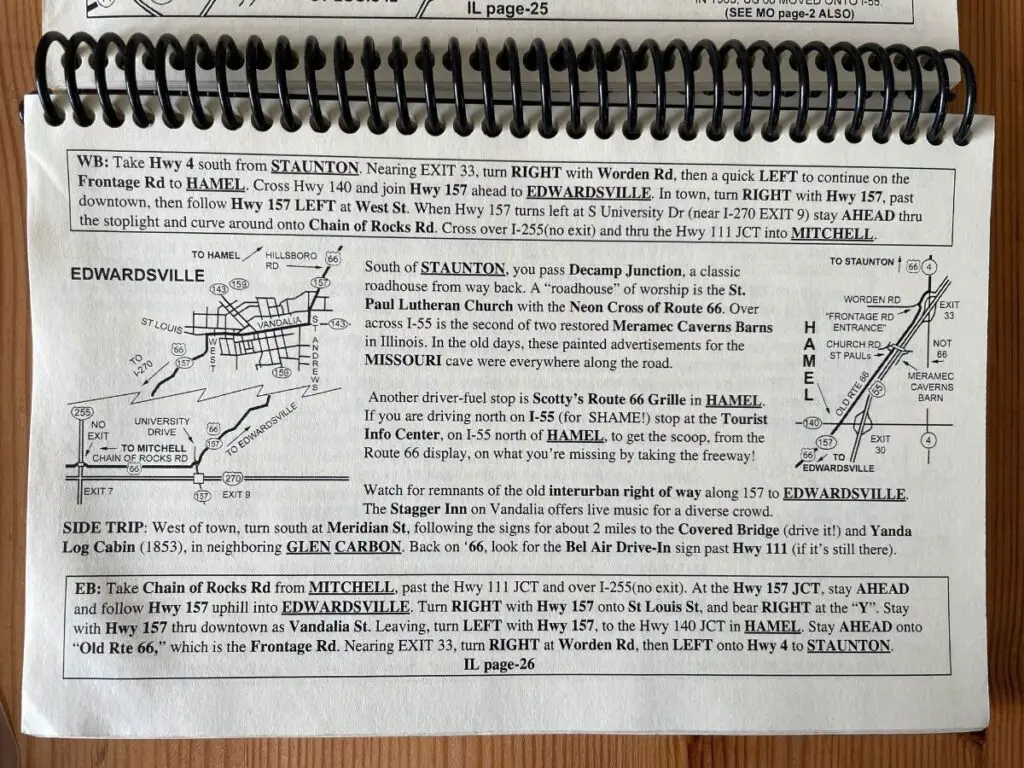 IL page-25
(SEE MO page-2 ALSO)
WB: Take Hwy 4 south from STAUNTON. Nearing EXIT 33, turn RIGHT with Worden Rd, then a quick LEFT to continue on the
Frontage Rd to HAMEL. Cross Hwy 140 and join Hwy 157 ahead to EDWARDSVILLE. In town, turn RIGHT with Hwy 157, past
downtown, then follow Hwy 157 LEFT at West St. When Hwy 157 turns left at S University Dr (near I-270 EXIT 9) stay AHEAD thru
the stoplight and curve around onto Chain of Rocks Rd. Cross over I-255(no exit) and thru the Hwy 111 JCT into MITCHELL.
EDWARDSVILLE
TO HAMEL
HILLSBORO
RD
66
143
159
157
ST LOUIS
VANDALIA
143
WEST
ST ANDREWS
66
157
TO
I-270
159
255
NO
EXIT
UNIVERSITY
DRIVE
66
157
TO EDWARDSVILLE
TO MITCHELL
CHAIN OF ROCKS RD
66
270
EXIT 7
157
EXIT 9
South of STAUNTON, you pass Decamp Junction, a classic
roadhouse from way back. A “roadhouse” of worship is the St.
Paul Lutheran Church with the Neon Cross of Route 66. Over
across I-55 is the second of two restored Meramec Caverns Barns
in Illinois. In the old days, these painted advertisements for the
MISSOURI cave were everywhere along the road.
Another driver-fuel stop is Scotty’s Route 66 Grille in HAMEL.
If you are driving north on I-55 (for SHAME!) stop at the Tourist
Info Center, on I-55 north of HAMEL, to get the scoop, from the
Route 66 display, on what you’re missing by taking the freeway!
Watch for remnants of the old interurban right of way along 157 to EDWARDSVILLE.
The Stagger Inn on Vandalia offers live music for a diverse crowd.
TO STAUNTON
66
4
WORDEN RD
EXIT
33
“FRONTAGE RD
ENTRANCE”
HAMEL
CHURCH RD
ST PAULs
NOT
66
MERAMEC
CAVERNS
BARN
OLD RTE 66
55
140
157
66
TO
EDWARDSVILLE
EXIT
30
4
SIDE TRIP: West of town, turn south at Meridian St, following the signs for about 2 miles to the Covered Bridge (drive it!) and Yanda
Log Cabin (1853), in neighboring GLEN CARBON. Back on ‘66, look for the Bel Air Drive-In sign past Hwy 111 (if it’s still there).
EB: Take Chain of Rocks Rd from MITCHELL, past the Hwy 111 JCT and over I-255(no exit). At the Hwy 157 JCT, stay AHEAD
and follow Hwy 157 uphill into EDWARDSVILLE. Turn RIGHT with Hwy 157 onto St Louis St, and bear RIGHT at the “Y”. Stay
with Hwy 157 thru downtown as Vandalia St. Leaving, turn LEFT with Hwy 157, to the Hwy 140 JCT in HAMEL. Stay AHEAD onto
“Old Rte 66,” which is the Frontage Rd. Nearing EXIT 33, turn RIGHT at Worden Rd, then LEFT onto Hwy 4 to STAUNTON.
IL page-26